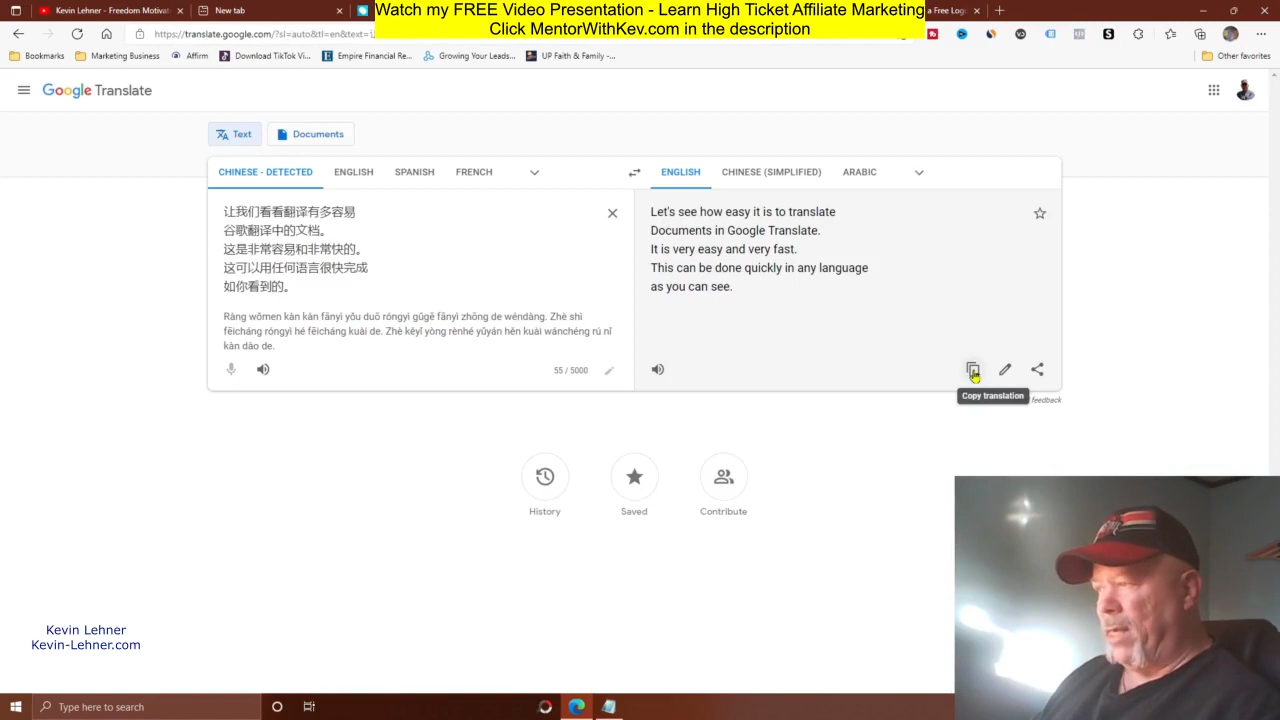 Kevin Lehner - Freedom Motivat
New tab
Watch my FREE Video Presentation - Learn High Ticket Affiliate Marketing
Click MentorWithKev.com in the description
a Free Logo
https://translate.google.com/?sl=auto&tl=en&text=
Bookmarks
Marketing Business
Affirm
Download TikTok Vi...
Empire Financial Re...
Growing Your Leads...
UP Faith & Family -...
Other favorites
Google Translate
Text
Documents
CHINESE - DETECTED
ENGLISH
SPANISH
FRENCH
ENGLISH
CHINESE (SIMPLIFIED)
ARABIC
让我们看看翻译有多容易
谷歌翻译中的文档。
这是非常容易和非常快的。
这可以用任何语言很快完成
如你看到的。
Ràng wǒmen kàn kàn fānyì yǒu duō róngyì gǔgē fānyì zhōng de wéndàng. Zhè shì
fēicháng róngyì hé fēicháng kuài de. Zhè kěyǐ yòng rènhé yǔyán hěn kuài wánchéng rú nǐ
kàn dào de.
55 / 5000
Let's see how easy it is to translate
Documents in Google Translate.
It is very easy and very fast.
This can be done quickly in any language
as you can see.
Copy translation
feedback
History
Saved
Contribute
Kevin Lehner
Kevin-Lehner.com
Type here to search